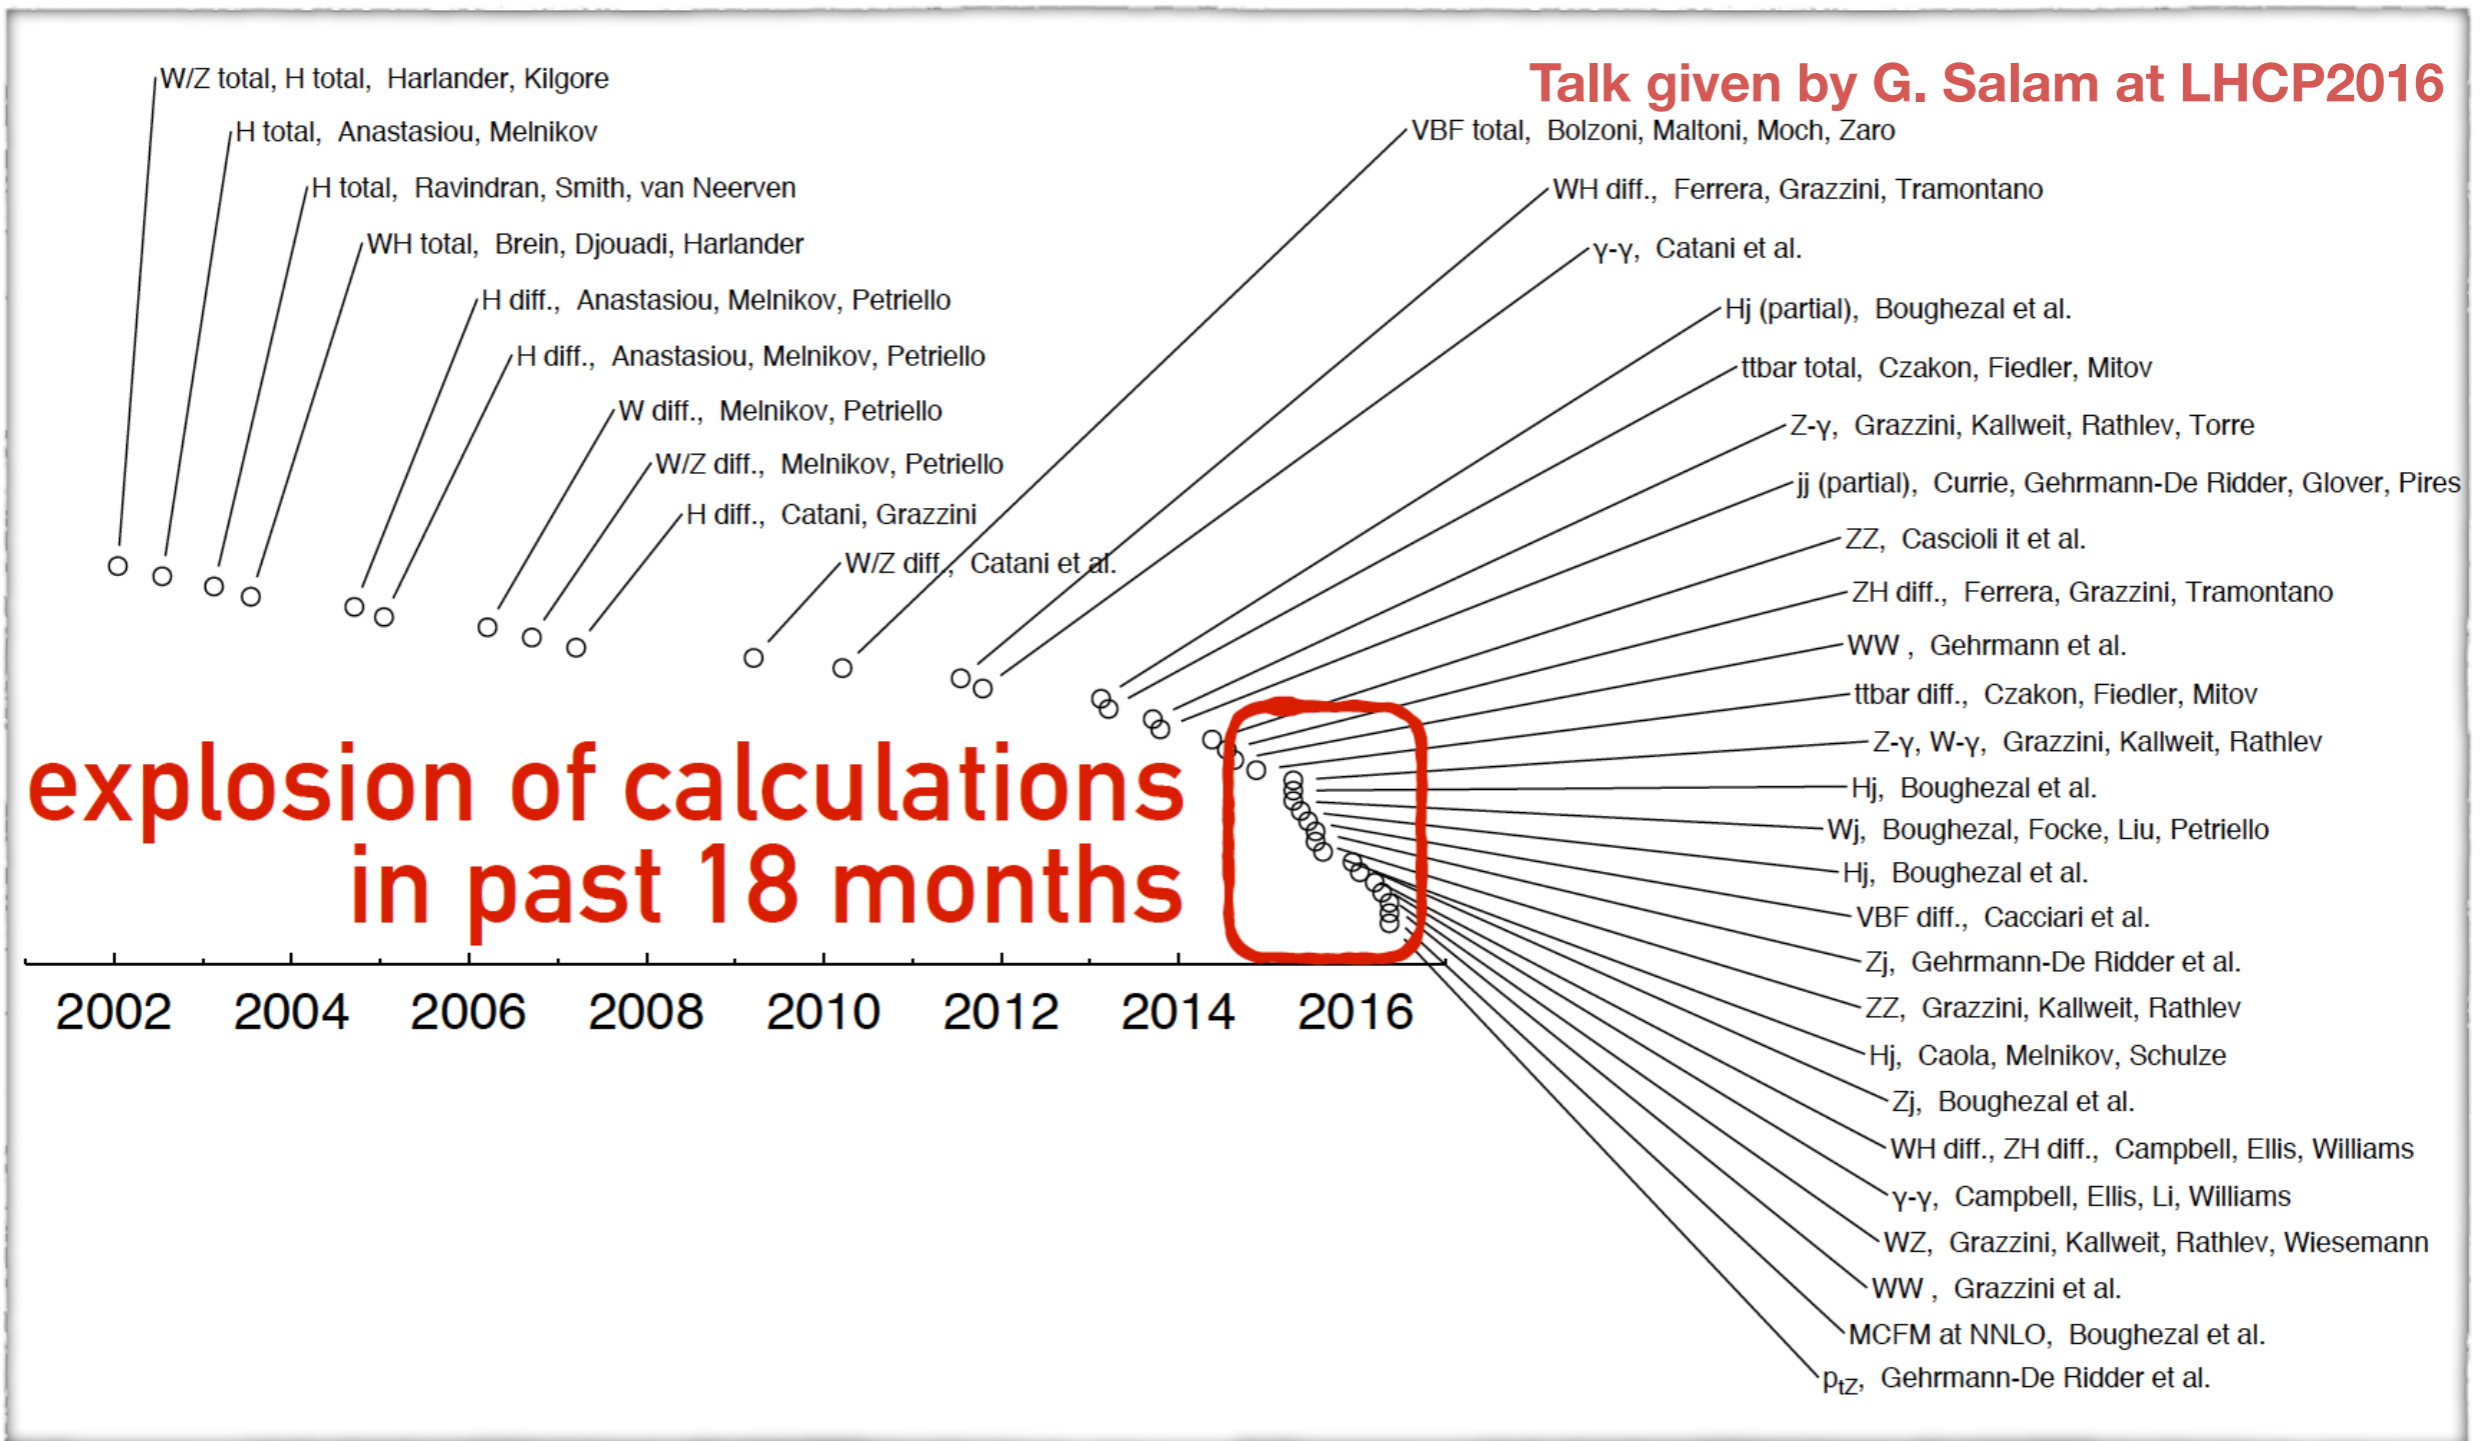 Talk given by G. Salam at LHCP2016
W/Z total, H total, Harlander, Kilgore
H total, Anastasiou, Melnikov
H total, Ravindran, Smith, van Neerven
WH total, Brein, Djouadi, Harlander
H diff., Anastasiou, Melnikov, Petriello
H diff., Anastasiou, Melnikov, Petriello
W diff., Melnikov, Petriello
W/Z diff., Melnikov, Petriello
H diff., Catani, Grazzini
W/Z diff., Catani et al.
VBF total, Bolzoni, Maltoni, Moch, Zaro
WH diff., Ferrera, Grazzini, Tramontano
γ-γ, Catani et al.
Hj (partial), Boughezal et al.
ttbar total, Czakon, Fiedler, Mitov
Z-γ, Grazzini, Kallweit, Rathlev, Torre
jj (partial), Currie, Gehrmann-De Ridder, Glover, Pires
ZZ, Cascioli it et al.
ZH diff., Ferrera, Grazzini, Tramontano
WW , Gehrmann et al.
ttbar diff., Czakon, Fiedler, Mitov
Z-γ, W-γ, Grazzini, Kallweit, Rathlev
Hj, Boughezal et al.
Wj, Boughezal, Focke, Liu, Petriello
Hj, Boughezal et al.
VBF diff., Cacciari et al.
Zj, Gehrmann-De Ridder et al.
ZZ, Grazzini, Kallweit, Rathlev
Hj, Caola, Melnikov, Schulze
Zj, Boughezal et al.
WH diff., ZH diff., Campbell, Ellis, Williams
γ-γ, Campbell, Ellis, Li, Williams
WZ, Grazzini, Kallweit, Rathlev, Wiesemann
WW , Grazzini et al.
MCFM at NNLO, Boughezal et al.
ptZ, Gehrmann-De Ridder et al.
explosion of calculations
in past 18 months
2002 2004 2006 2008 2010 2012 2014 2016